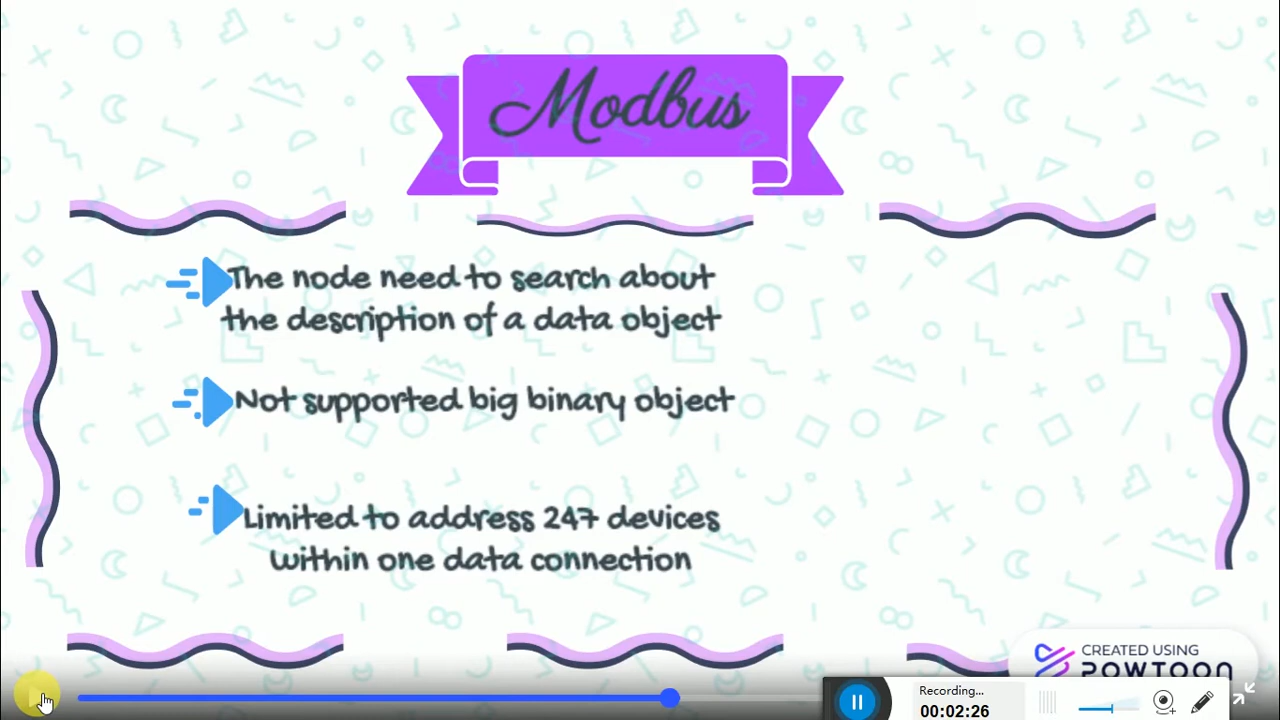 Modbus
The node need to search about
the description of a data object
Not supported big binary object
Limited to address 247 devices
within one data connection
CREATED USING
POWTOON
Recording...
00:02:26